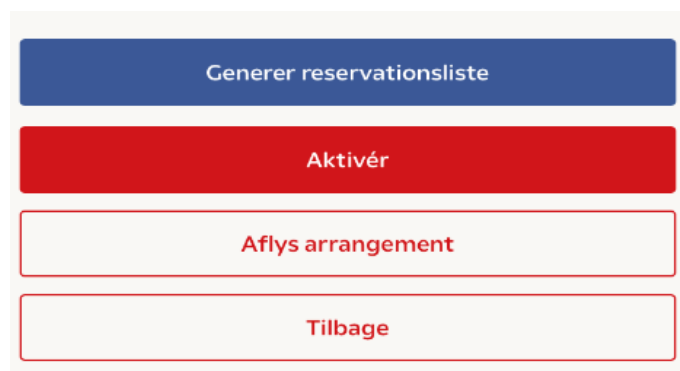 Generer reservationsliste
Aktivér
Aflys arrangement
Tilbage